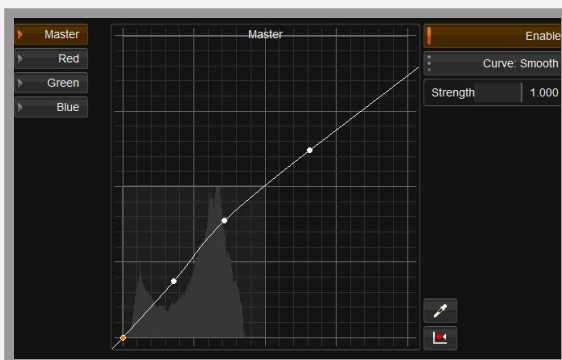 Master
Red
Green
Blue
Master
Enable
Curve: Smooth
Strength 1.000